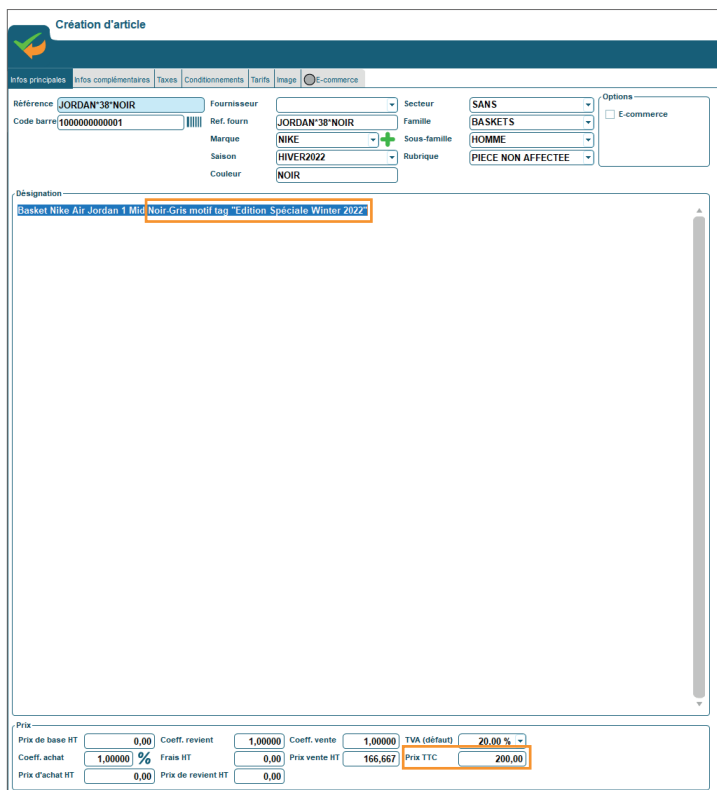 Création d'article
Infos principales Infos complémentaires Taxes Conditionnements Tarifs Image E-commerce
Référence JORDAN*38*NOIR Fournisseur Secteur SANS Options
Code barre 1000000000001 Ref. fourn JORDAN*38*NOIR Famille BASKETS E-commerce
Marque NIKE Sous-famille HOMME
Saison HIVER2022 Rubrique PIECE NON AFFECTEE
Couleur NOIR
Désignation
Basket Nike Air Jordan 1 Mid Noir-Gris motif tag "Edition Spéciale Winter 2022"
Prix
Prix de base HT 0,00 Coeff. revient 1,00000 Coeff. vente 1,00000 TVA (défaut) 20,00 %
Coeff. achat 1,00000 % Frais HT 0,00 Prix vente HT 166,667 Prix TTC 200,00
Prix d'achat HT 0,00 Prix de revient HT 0,00